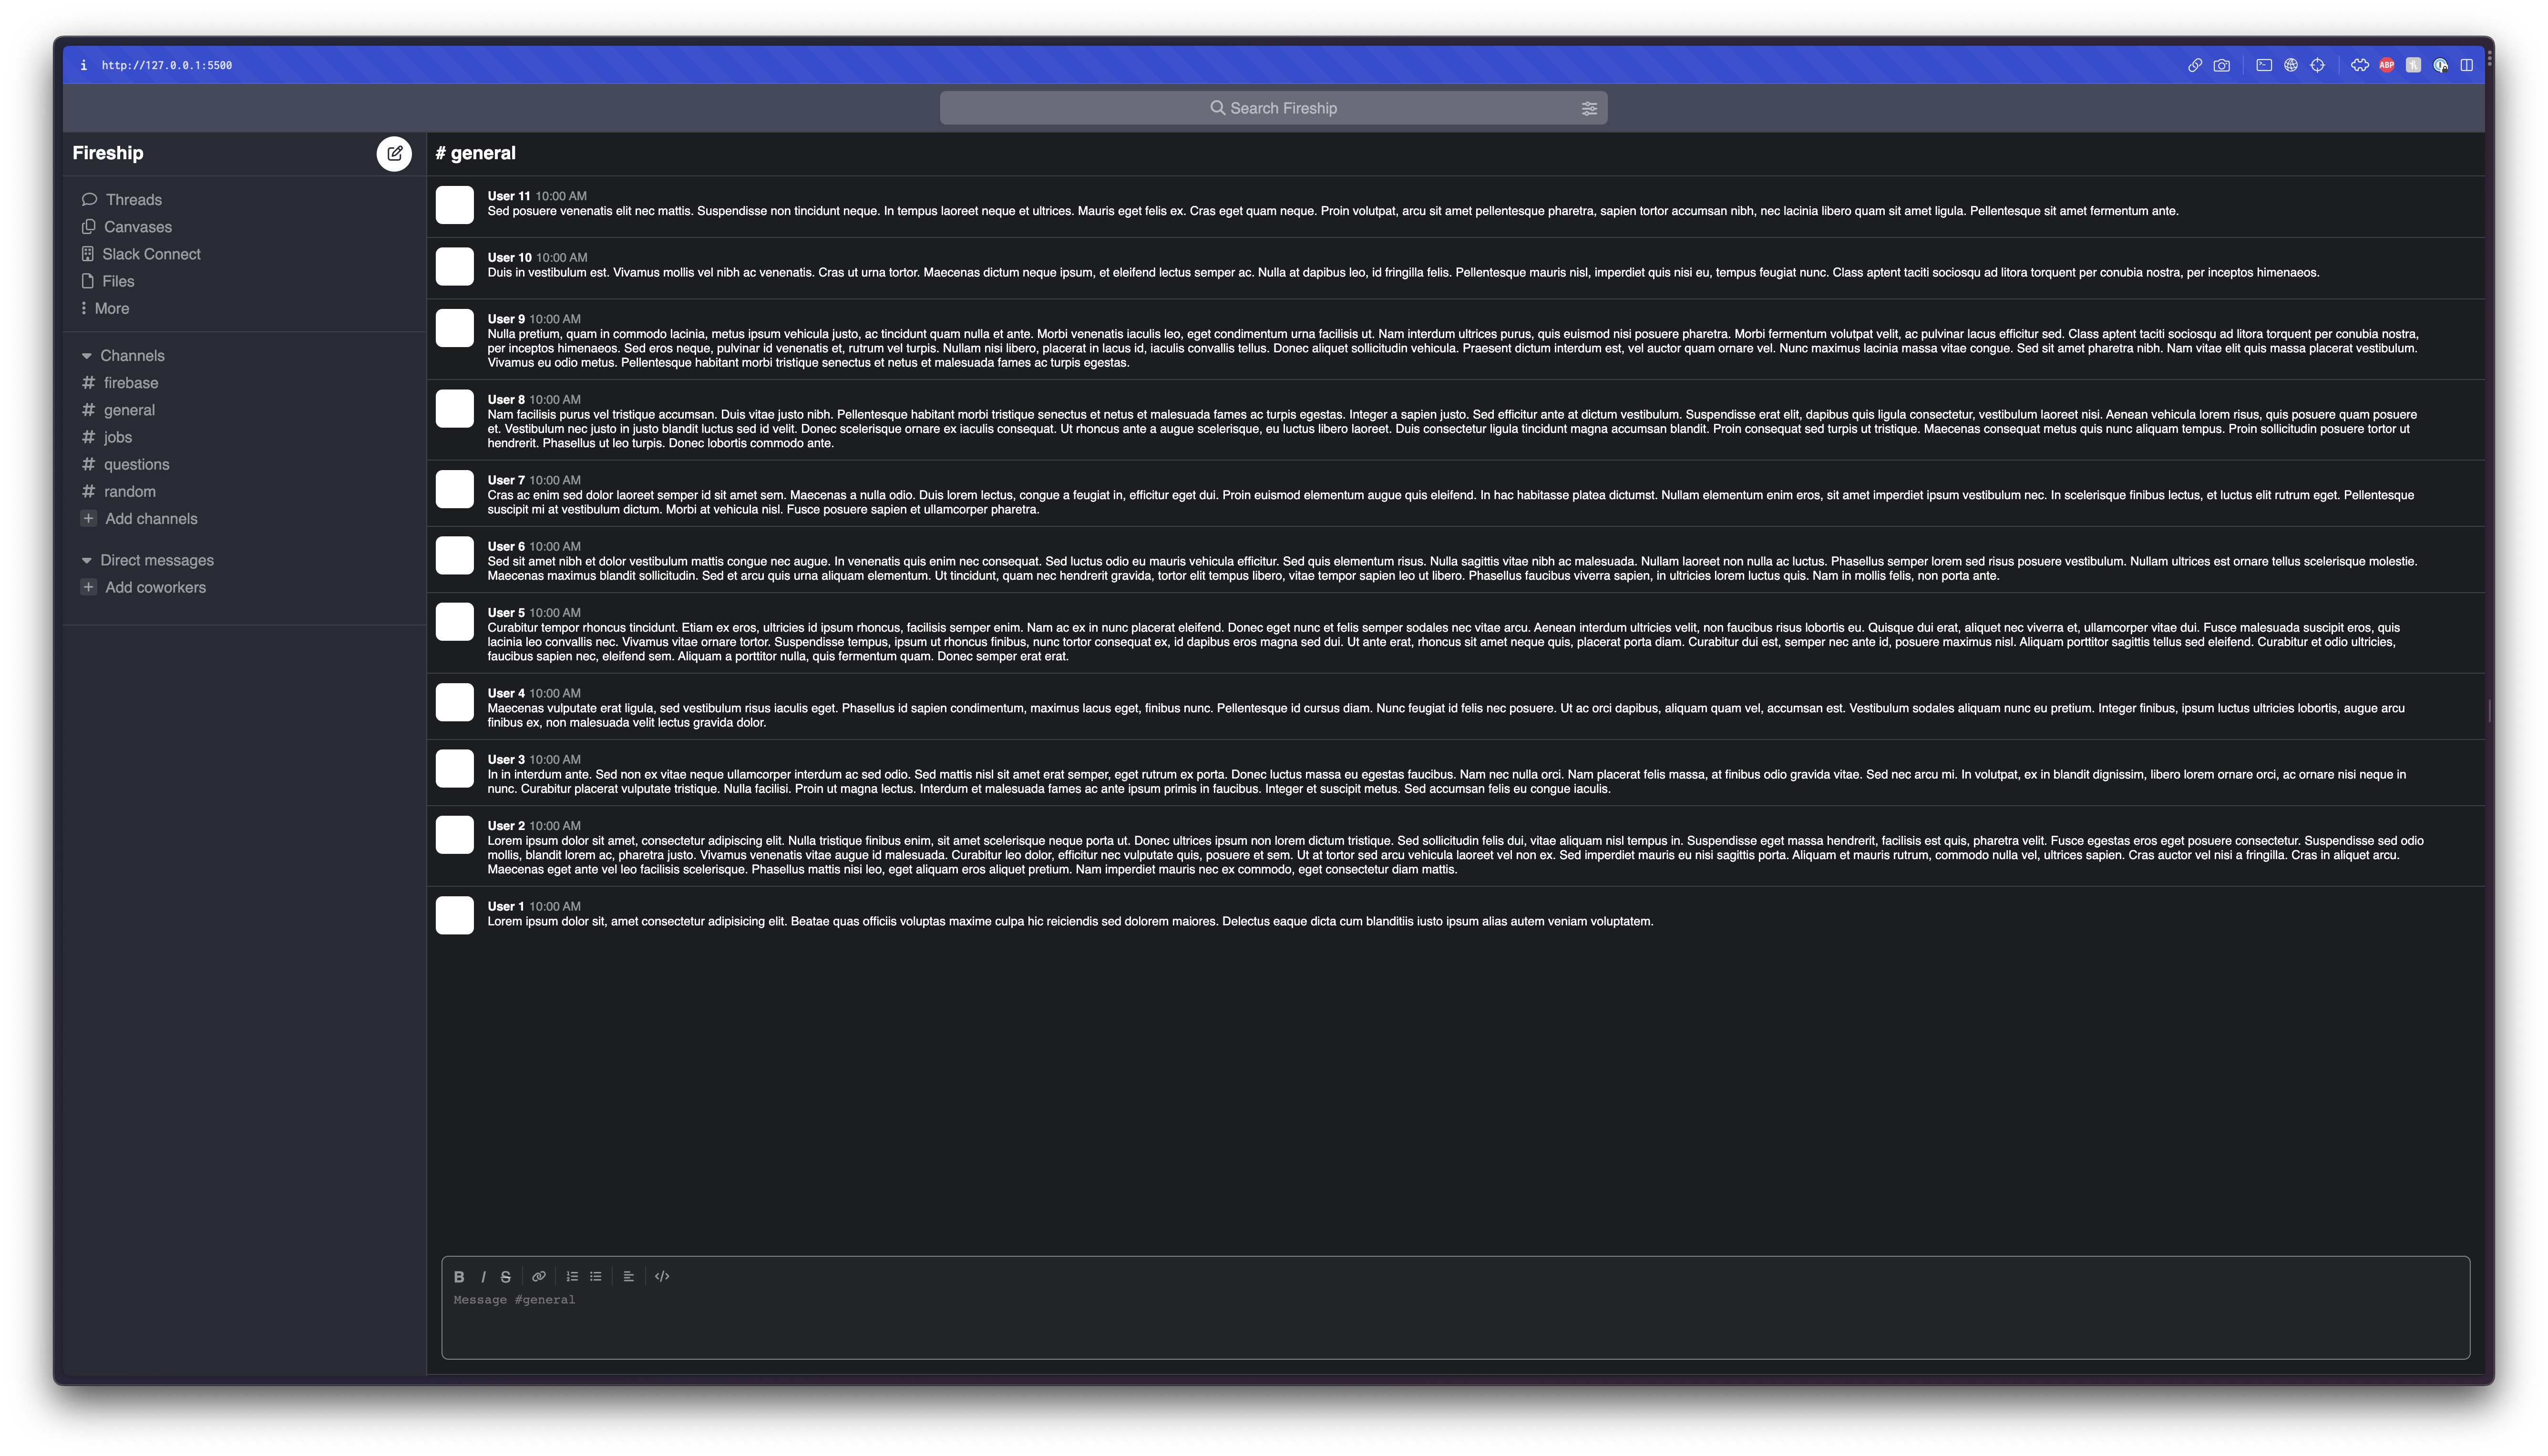 http://127.0.0.1:5500
ABP
Search Fireship
Fireship
Threads
Canvases
Slack Connect
Files
More
Channels
# firebase
# general
# jobs
# questions
# random
+ Add channels
Direct messages
+ Add coworkers
# general
User 11 10:00 AM
Sed posuere venenatis elit nec mattis. Suspendisse non tincidunt neque. In tempus laoreet neque et ultrices. Mauris eget felis ex. Cras eget quam neque. Proin volutpat, arcu sit amet pellentesque pharetra, sapien tortor accumsan nibh, nec lacinia libero quam sit amet ligula. Pellentesque sit amet fermentum ante.
User 10 10:00 AM
Duis in vestibulum est. Vivamus mollis vel nibh ac venenatis. Cras ut urna tortor. Maecenas dictum neque ipsum, et eleifend lectus semper ac. Nulla at dapibus leo, id fringilla felis. Pellentesque mauris nisl, imperdiet quis nisi eu, tempus feugiat nunc. Class aptent taciti sociosqu ad litora torquent per conubia nostra, per inceptos himenaeos.
User 9 10:00 AM
Nulla pretium, quam in commodo lacinia, metus ipsum vehicula justo, ac tincidunt quam nulla et ante. Morbi venenatis iaculis leo, eget condimentum urna facilisis ut. Nam interdum ultrices purus, quis euismod nisi posuere pharetra. Morbi fermentum volutpat velit, ac pulvinar lacus efficitur sed. Class aptent taciti sociosqu ad litora torquent per conubia nostra,
per inceptos himenaeos. Sed eros neque, pulvinar id venenatis et, rutrum vel turpis. Nullam nisi libero, placerat in lacus id, iaculis convallis tellus. Donec aliquet sollicitudin vehicula. Praesent dictum interdum est, vel auctor quam ornare vel. Nunc maximus lacinia massa vitae congue. Sed sit amet pharetra nibh. Nam vitae elit quis massa placerat vestibulum.
Vivamus eu odio metus. Pellentesque habitant morbi tristique senectus et netus et malesuada fames ac turpis egestas.
User 8 10:00 AM
Nam facilisis purus vel tristique accumsan. Duis vitae justo nibh. Pellentesque habitant morbi tristique senectus et netus et malesuada fames ac turpis egestas. Integer a sapien justo. Sed efficitur ante at dictum vestibulum. Suspendisse erat elit, dapibus quis ligula consectetur, vestibulum laoreet nisi. Aenean vehicula lorem risus, quis posuere quam posuere
et. Vestibulum nec justo in justo blandit luctus sed id velit. Donec scelerisque ornare ex iaculis consequat. Ut rhoncus ante a augue scelerisque, eu luctus libero laoreet. Duis consectetur ligula tincidunt magna accumsan blandit. Proin consequat sed turpis ut tristique. Maecenas consequat metus quis nunc aliquam tempus. Proin sollicitudin posuere tortor ut
hendrerit. Phasellus ut leo turpis. Donec lobortis commodo ante.
User 7 10:00 AM
Cras ac enim sed dolor laoreet semper id sit amet sem. Maecenas a nulla odio. Duis lorem lectus, congue a feugiat in, efficitur eget dui. Proin euismod elementum augue quis eleifend. In hac habitasse platea dictumst. Nullam elementum enim eros, sit amet imperdiet ipsum vestibulum nec. In scelerisque finibus lectus, et luctus elit rutrum eget. Pellentesque
suscipit mi at vestibulum dictum. Morbi at vehicula nisl. Fusce posuere sapien et ullamcorper pharetra.
User 6 10:00 AM
Sed sit amet nibh et dolor vestibulum mattis congue nec augue. In venenatis quis enim nec consequat. Sed luctus odio eu mauris vehicula efficitur. Sed quis elementum risus. Nulla sagittis vitae nibh ac malesuada. Nullam laoreet non nulla ac luctus. Phasellus semper lorem sed risus posuere vestibulum. Nullam ultrices est ornare tellus scelerisque molestie.
Maecenas maximus blandit sollicitudin. Sed et arcu quis urna aliquam elementum. Ut tincidunt, quam nec hendrerit gravida, tortor elit tempus libero, vitae tempor sapien leo ut libero. Phasellus faucibus viverra sapien, in ultricies lorem luctus quis. Nam in mollis felis, non porta ante.
User 5 10:00 AM
Curabitur tempor rhoncus tincidunt. Etiam ex eros, ultricies id ipsum rhoncus, facilisis semper enim. Nam ac ex in nunc placerat eleifend. Donec eget nunc et felis semper sodales nec vitae arcu. Aenean interdum ultricies velit, non faucibus risus lobortis eu. Quisque dui erat, aliquet nec viverra et, ullamcorper vitae dui. Fusce malesuada suscipit eros, quis
lacinia leo convallis nec. Vivamus vitae ornare tortor. Suspendisse tempus, ipsum ut rhoncus finibus, nunc tortor consequat ex, id dapibus eros magna sed dui. Ut ante erat, rhoncus sit amet neque quis, placerat porta diam. Curabitur dui est, semper nec ante id, posuere maximus nisl. Aliquam porttitor sagittis tellus sed eleifend. Curabitur et odio ultricies,
faucibus sapien nec, eleifend sem. Aliquam a porttitor nulla, quis fermentum quam. Donec semper erat erat.
User 4 10:00 AM
Maecenas vulputate erat ligula, sed vestibulum risus iaculis eget. Phasellus id sapien condimentum, maximus lacus eget, finibus nunc. Pellentesque id cursus diam. Nunc feugiat id felis nec posuere. Ut ac orci dapibus, aliquam quam vel, accumsan est. Vestibulum sodales aliquam nunc eu pretium. Integer finibus, ipsum luctus ultricies lobortis, augue arcu
finibus ex, non malesuada velit lectus gravida dolor.
User 3 10:00 AM
In in interdum ante. Sed non ex vitae neque ullamcorper interdum ac sed odio. Sed mattis nisl sit amet erat semper, eget rutrum ex porta. Donec luctus massa eu egestas faucibus. Nam nec nulla orci. Nam placerat felis massa, at finibus odio gravida vitae. Sed nec arcu mi. In volutpat, ex in blandit dignissim, libero lorem ornare orci, ac ornare nisi neque in
nunc. Curabitur placerat vulputate tristique. Nulla facilisi. Proin ut magna lectus. Interdum et malesuada fames ac ante ipsum primis in faucibus. Integer et suscipit metus. Sed accumsan felis eu congue iaculis.
User 2 10:00 AM
Lorem ipsum dolor sit amet, consectetur adipiscing elit. Nulla tristique finibus enim, sit amet scelerisque neque porta ut. Donec ultrices ipsum non lorem dictum tristique. Sed sollicitudin felis dui, vitae aliquam nisl tempus in. Suspendisse eget massa hendrerit, facilisis est quis, pharetra velit. Fusce egestas eros eget posuere consectetur. Suspendisse sed odio
mollis, blandit lorem ac, pharetra justo. Vivamus venenatis vitae augue id malesuada. Curabitur leo dolor, efficitur nec vulputate quis, posuere et sem. Ut at tortor sed arcu vehicula laoreet vel non ex. Sed imperdiet mauris eu nisi sagittis porta. Aliquam et mauris rutrum, commodo nulla vel, ultrices sapien. Cras auctor vel nisi a fringilla. Cras in aliquet arcu.
Maecenas eget ante vel leo facilisis scelerisque. Phasellus mattis nisi leo, eget aliquam eros aliquet pretium. Nam imperdiet mauris nec ex commodo, eget consectetur diam mattis.
User 1 10:00 AM
Lorem ipsum dolor sit, amet consectetur adipisicing elit. Beatae quas officiis voluptas maxime culpa hic reiciendis sed dolorem maiores. Delectus eaque dicta cum blanditiis iusto ipsum alias autem veniam voluptatem.
B I S </>
Message #general